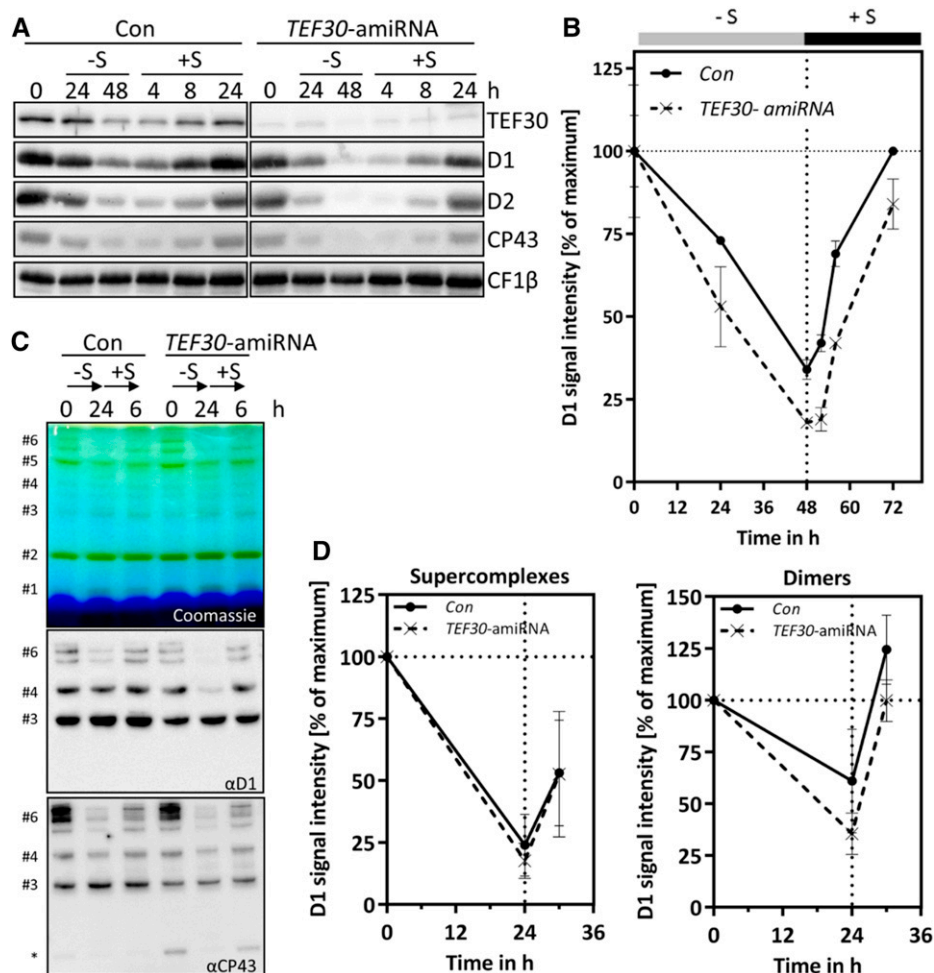 A
Con
TEF30-amiRNA
-S
+S
-S
+S
0 24 48 4 8 24 0 24 48 4 8 24 h
TEF30
D1
D2
CP43
CF1β
B
- S
+ S
Con
TEF30- amiRNA
D1 signal intensity [% of maximum]
125
100
75
50
25
0
0 12 24 36 48 60 72
Time in h
C
Con
TEF30-amiRNA
-S
+S
-S
+S
0 24 6 0 24 6 h
#6
#5
#4
#3
#2
#1
Coomassie
#6
#4
#3
αD1
#6
#4
#3
*
αCP43
D
Supercomplexes
Con
TEF30-amiRNA
D1 signal intensity [% of maximum]
125
100
75
50
25
0
0 12 24 36
Time in h
Dimers
Con
TEF30-amiRNA
D1 signal intensity [% of maximum]
150
125
100
75
50
25
0
0 12 24 36
Time in h